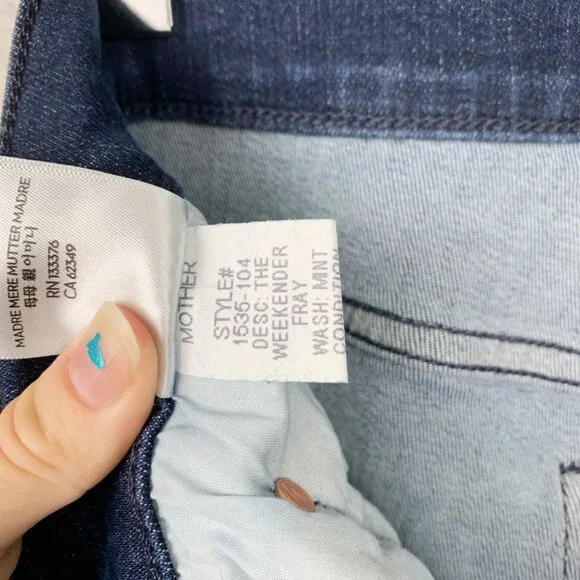 MADRE MERE MUTTER MADRE
母母 親 어머니
RN 133376
CA 62349
MOTHER
STYLE#
1535-104
DESC: THE
WEEKENDER
FRAY
WASH: MINT
CONDITION